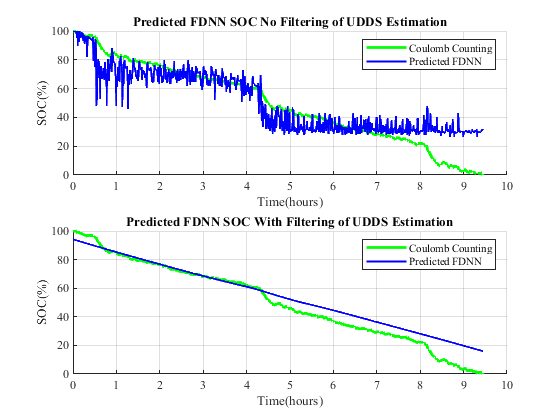 Predicted FDNN SOC No Filtering of UDDS Estimation
100
80
60
40
20
0
SOC(%)
Coulomb Counting
Predicted FDNN
0 1 2 3 4 5 6 7 8 9 10
Time(hours)
Predicted FDNN SOC With Filtering of UDDS Estimation
100
80
60
40
20
0
SOC(%)
Coulomb Counting
Predicted FDNN
0 1 2 3 4 5 6 7 8 9 10
Time(hours)